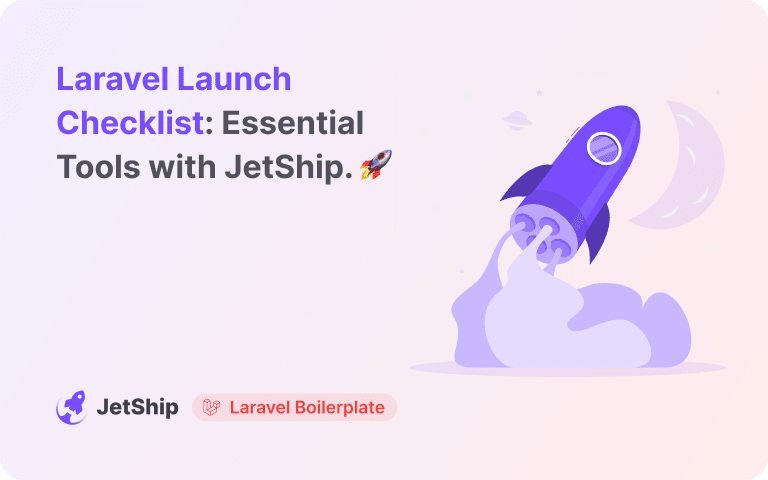 Laravel Launch
Checklist: Essential
Tools with JetShip. 🚀
JetShip
Laravel Boilerplate